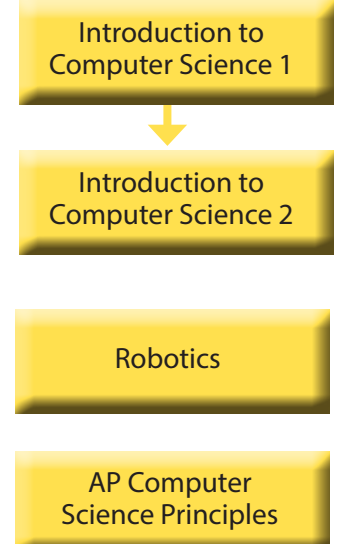 Introduction to
Computer Science 1
Introduction to
Computer Science 2
Robotics
AP Computer
Science Principles